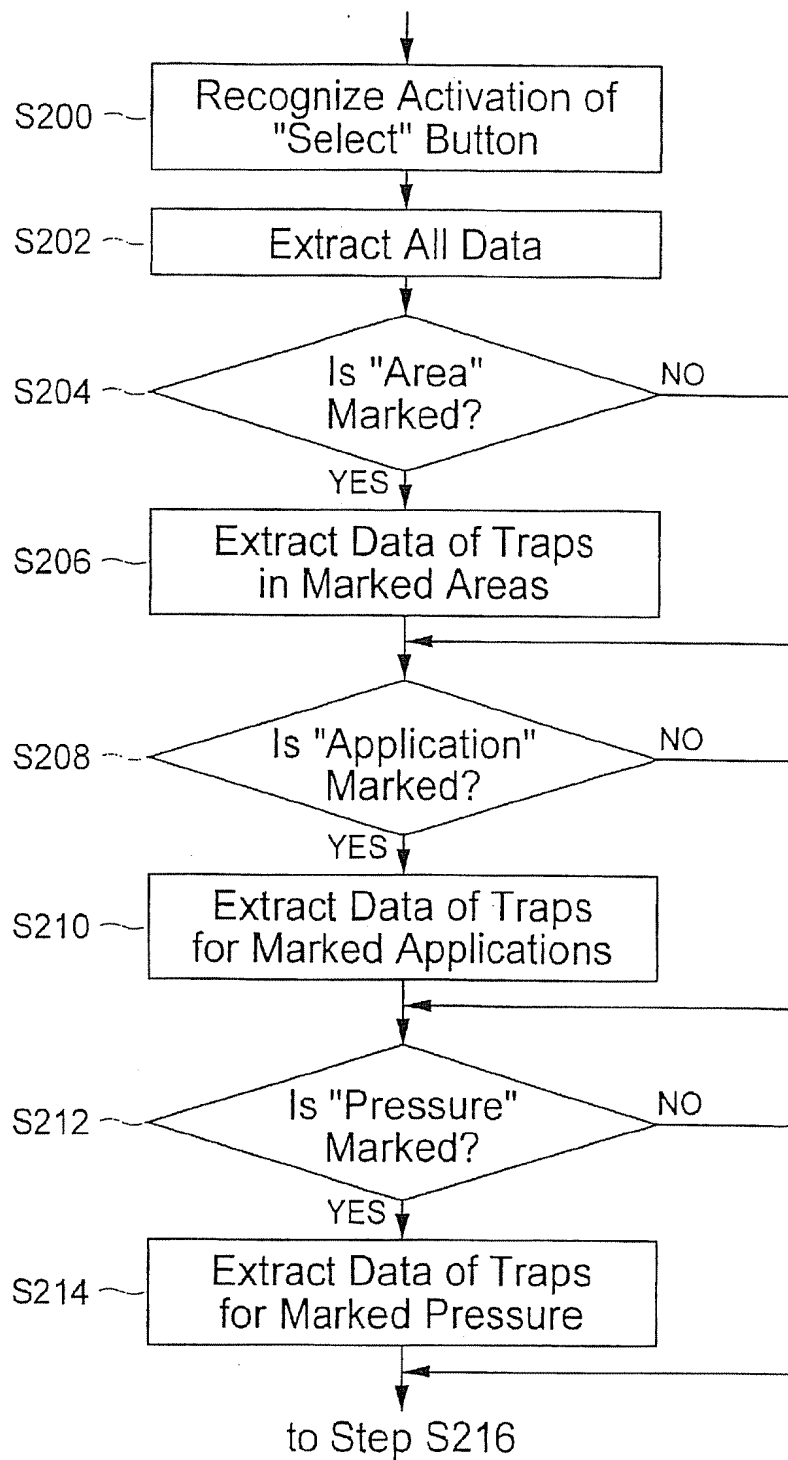 S200
Recognize Activation of
"Select" Button
S202
Extract All Data
S204
Is "Area"
Marked?
NO
YES
S206
Extract Data of Traps
in Marked Areas
S208
Is "Application"
Marked?
NO
YES
S210
Extract Data of Traps
for Marked Applications
S212
Is "Pressure"
Marked?
NO
YES
S214
Extract Data of Traps
for Marked Pressure
to Step S216